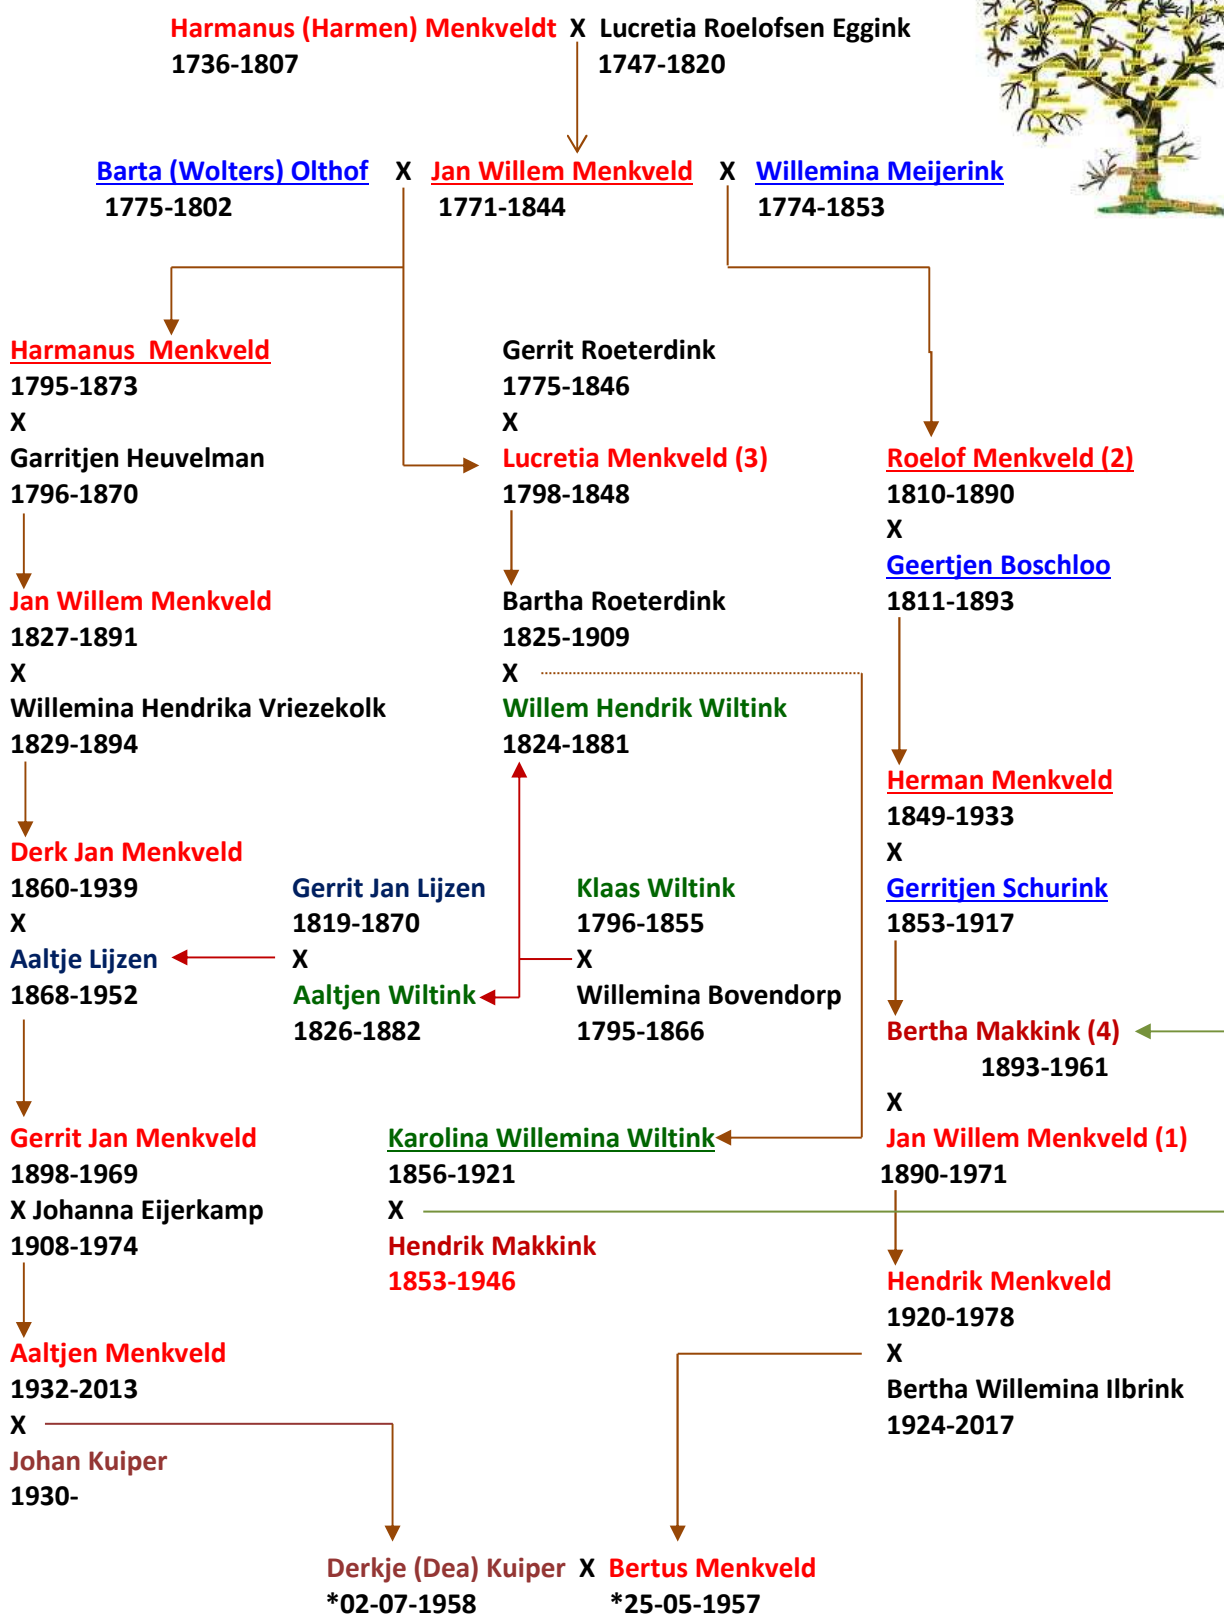 Harmanus (Harmen) Menkveldt X Lucretia Roelofsen Eggink
1736-1807 1747-1820
Barta (Wolters) Olthof X Jan Willem Menkveld X Willemina Meijerink
1775-1802 1771-1844 1774-1853
Harmanus Menkveld
1795-1873
X
Garritjen Heuvelman
1796-1870
Jan Willem Menkveld
1827-1891
X
Willemina Hendrika Vriezekolk
1829-1894
Derk Jan Menkveld
1860-1939
X
Aaltje Lijzen
1868-1952
Gerrit Jan Menkveld
1898-1969
X Johanna Eijerkamp
1908-1974
Aaltjen Menkveld
1932-2013
X
Johan Kuiper
1930-
Gerrit Roeterdink
1775-1846
X
Lucretia Menkveld (3)
1798-1848
Bartha Roeterdink
1825-1909
X
Willem Hendrik Wiltink
1824-1881
Gerrit Jan Lijzen
1819-1870
X
Aaltjen Wiltink
1826-1882
Klaas Wiltink
1796-1855
X
Willemina Bovendorp
1795-1866
Karolina Willemina Wiltink
1856-1921
X
Hendrik Makkink
1853-1946
Roelof Menkveld (2)
1810-1890
X
Geertjen Boschloo
1811-1893
Herman Menkveld
1849-1933
X
Gerritjen Schurink
1853-1917
Bertha Makkink (4)
1893-1961
X
Jan Willem Menkveld (1)
1890-1971
Hendrik Menkveld
1920-1978
X
Bertha Willemina Ilbrink
1924-2017
Derkje (Dea) Kuiper X Bertus Menkveld
*02-07-1958 *25-05-1957